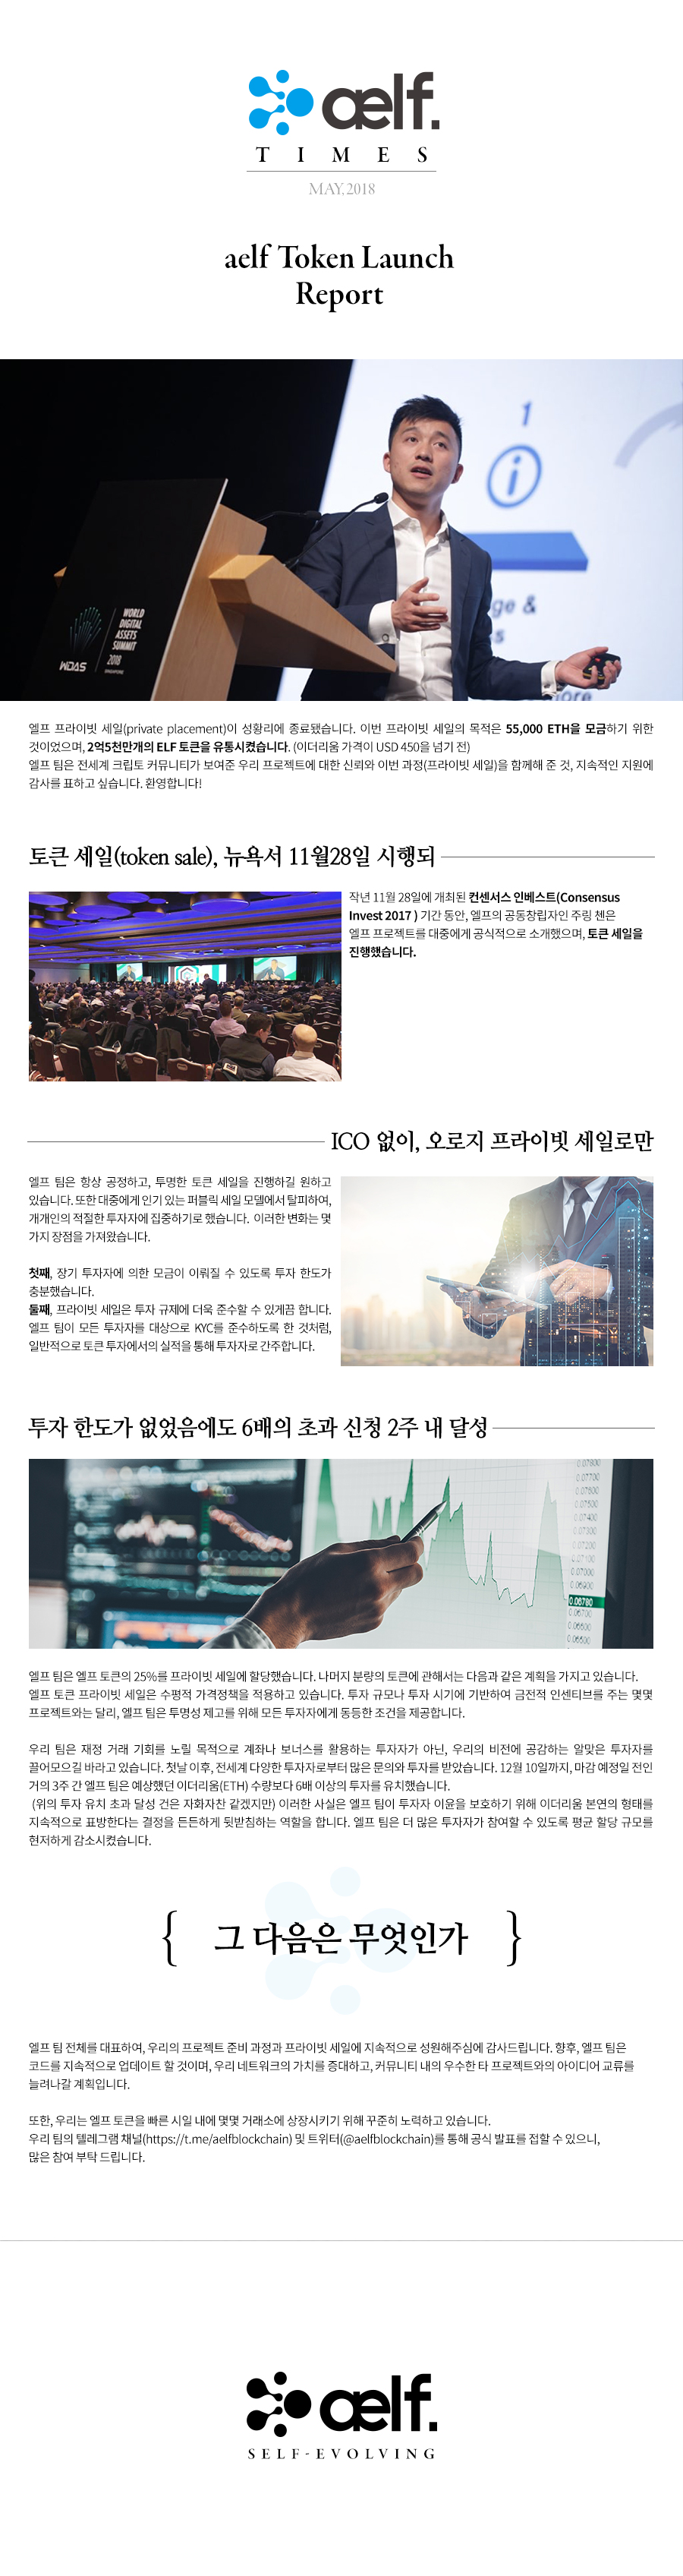 aelf.
TIMES
MAY, 2018
aelf Token Launch
Report
1
i
ge &
s
WORLD
DIGITAL
ASSETS
SUMMIT
2018
WDAS
SINGAPORE
엘프 프라이빗 세일(private placement)이 성황리에 종료됐습니다. 이번 프라이빗 세일의 목적은 55,000 ETH을 모금하기 위한
것이었으며, 2억5천만개의 ELF 토큰을 유통시켰습니다. (이더리움 가격이 USD 450을 넘기 전)
엘프 팀은 전세계 크립토 커뮤니티가 보여준 우리 프로젝트에 대한 신뢰와 이번 과정(프라이빗 세일)을 함께해 준 것, 지속적인 지원에
감사를 표하고 싶습니다. 환영합니다!
토큰 세일(token sale), 뉴욕서 11월28일 시행되
작년 11월 28일에 개최된 컨센서스 인베스트(Consensus
Invest 2017 ) 기간 동안, 엘프의 공동창립자인 주링 첸은
엘프 프로젝트를 대중에게 공식적으로 소개했으며, 토큰 세일을
진행했습니다.
ICO 없이, 오로지 프라이빗 세일로만
엘프 팀은 항상 공정하고, 투명한 토큰 세일을 진행하길 원하고
있습니다. 또한 대중에게 인기 있는 퍼블릭 세일 모델에서 탈피하여,
개개인의 적절한 투자자에 집중하기로 했습니다. 이러한 변화는 몇
가지 장점을 가져왔습니다.
첫째, 장기 투자자에 의한 모금이 이뤄질 수 있도록 투자 한도가
충분했습니다.
둘째, 프라이빗 세일은 투자 규제에 더욱 준수할 수 있게끔 합니다.
엘프 팀이 모든 투자자를 대상으로 KYC를 준수하도록 한 것처럼,
일반적으로 토큰 투자에서의 실적을 통해 투자자로 간주합니다.
투자 한도가 없었음에도 6배의 초과 신청 2주 내 달성
0.07800
0.07700
0.07600
0.07500
0.07400
0.07300
0.07200
0.07100
0.07000
0.06900
0.06780
0.06700
0.06600
0.06500
엘프 팀은 엘프 토큰의 25%를 프라이빗 세일에 할당했습니다. 나머지 분량의 토큰에 관해서는 다음과 같은 계획을 가지고 있습니다.
엘프 토큰 프라이빗 세일은 수평적 가격정책을 적용하고 있습니다. 투자 규모나 투자 시기에 기반하여 금전적 인센티브를 주는 몇몇
프로젝트와는 달리, 엘프 팀은 투명성 제고를 위해 모든 투자자에게 동등한 조건을 제공합니다.
우리 팀은 재정 거래 기회를 노릴 목적으로 계좌나 보너스를 활용하는 투자자가 아닌, 우리의 비전에 공감하는 알맞은 투자자를
끌어모으길 바라고 있습니다. 첫날 이후, 전세계 다양한 투자자로부터 많은 문의와 투자를 받았습니다. 12월 10일까지, 마감 예정일 전인
거의 3주 간 엘프 팀은 예상했던 이더리움(ETH) 수량보다 6배 이상의 투자를 유치했습니다.
(위의 투자 유치 초과 달성 건은 자화자찬 같겠지만) 이러한 사실은 엘프 팀이 투자자 이윤을 보호하기 위해 이더리움 본연의 형태를
지속적으로 표방한다는 결정을 든든하게 뒷받침하는 역할을 합니다. 엘프 팀은 더 많은 투자자가 참여할 수 있도록 평균 할당 규모를
현저하게 감소시켰습니다.
{ 그 다음은 무엇인가 }
엘프 팀 전체를 대표하여, 우리의 프로젝트 준비 과정과 프라이빗 세일에 지속적으로 성원해주심에 감사드립니다. 향후, 엘프 팀은
코드를 지속적으로 업데이트 할 것이며, 우리 네트워크의 가치를 증대하고, 커뮤니티 내의 우수한 타 프로젝트와의 아이디어 교류를
늘려나갈 계획입니다.
또한, 우리는 엘프 토큰을 빠른 시일 내에 몇몇 거래소에 상장시키기 위해 꾸준히 노력하고 있습니다.
우리 팀의 텔레그램 채널(https://t.me/aelfblockchain) 및 트위터(@aelfblockchain)를 통해 공식 발표를 접할 수 있으니,
많은 참여 부탁 드립니다.
aelf.
SELF-EVOLVING